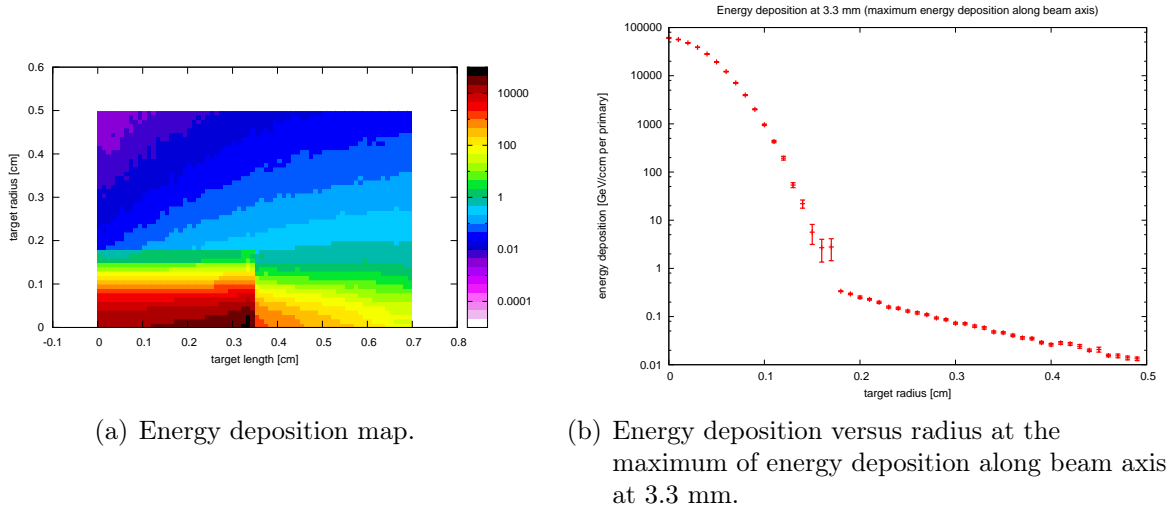 0.6
0.5
0.4
0.3
0.2
0.1
0
-0.1 0 0.1 0.2 0.3 0.4 0.5 0.6 0.7 0.8
target radius [cm]
target length [cm]
10000
100
1
0.01
0.0001
(a) Energy deposition map.
Energy deposition at 3.3 mm (maximum energy deposition along beam axis)
100000
10000
1000
100
10
1
0.1
0.01
0 0.1 0.2 0.3 0.4 0.5
energy deposition [GeV/ccm per primary]
target radius [cm]
(b) Energy deposition versus radius at the
maximum of energy deposition along beam axis
at 3.3 mm.